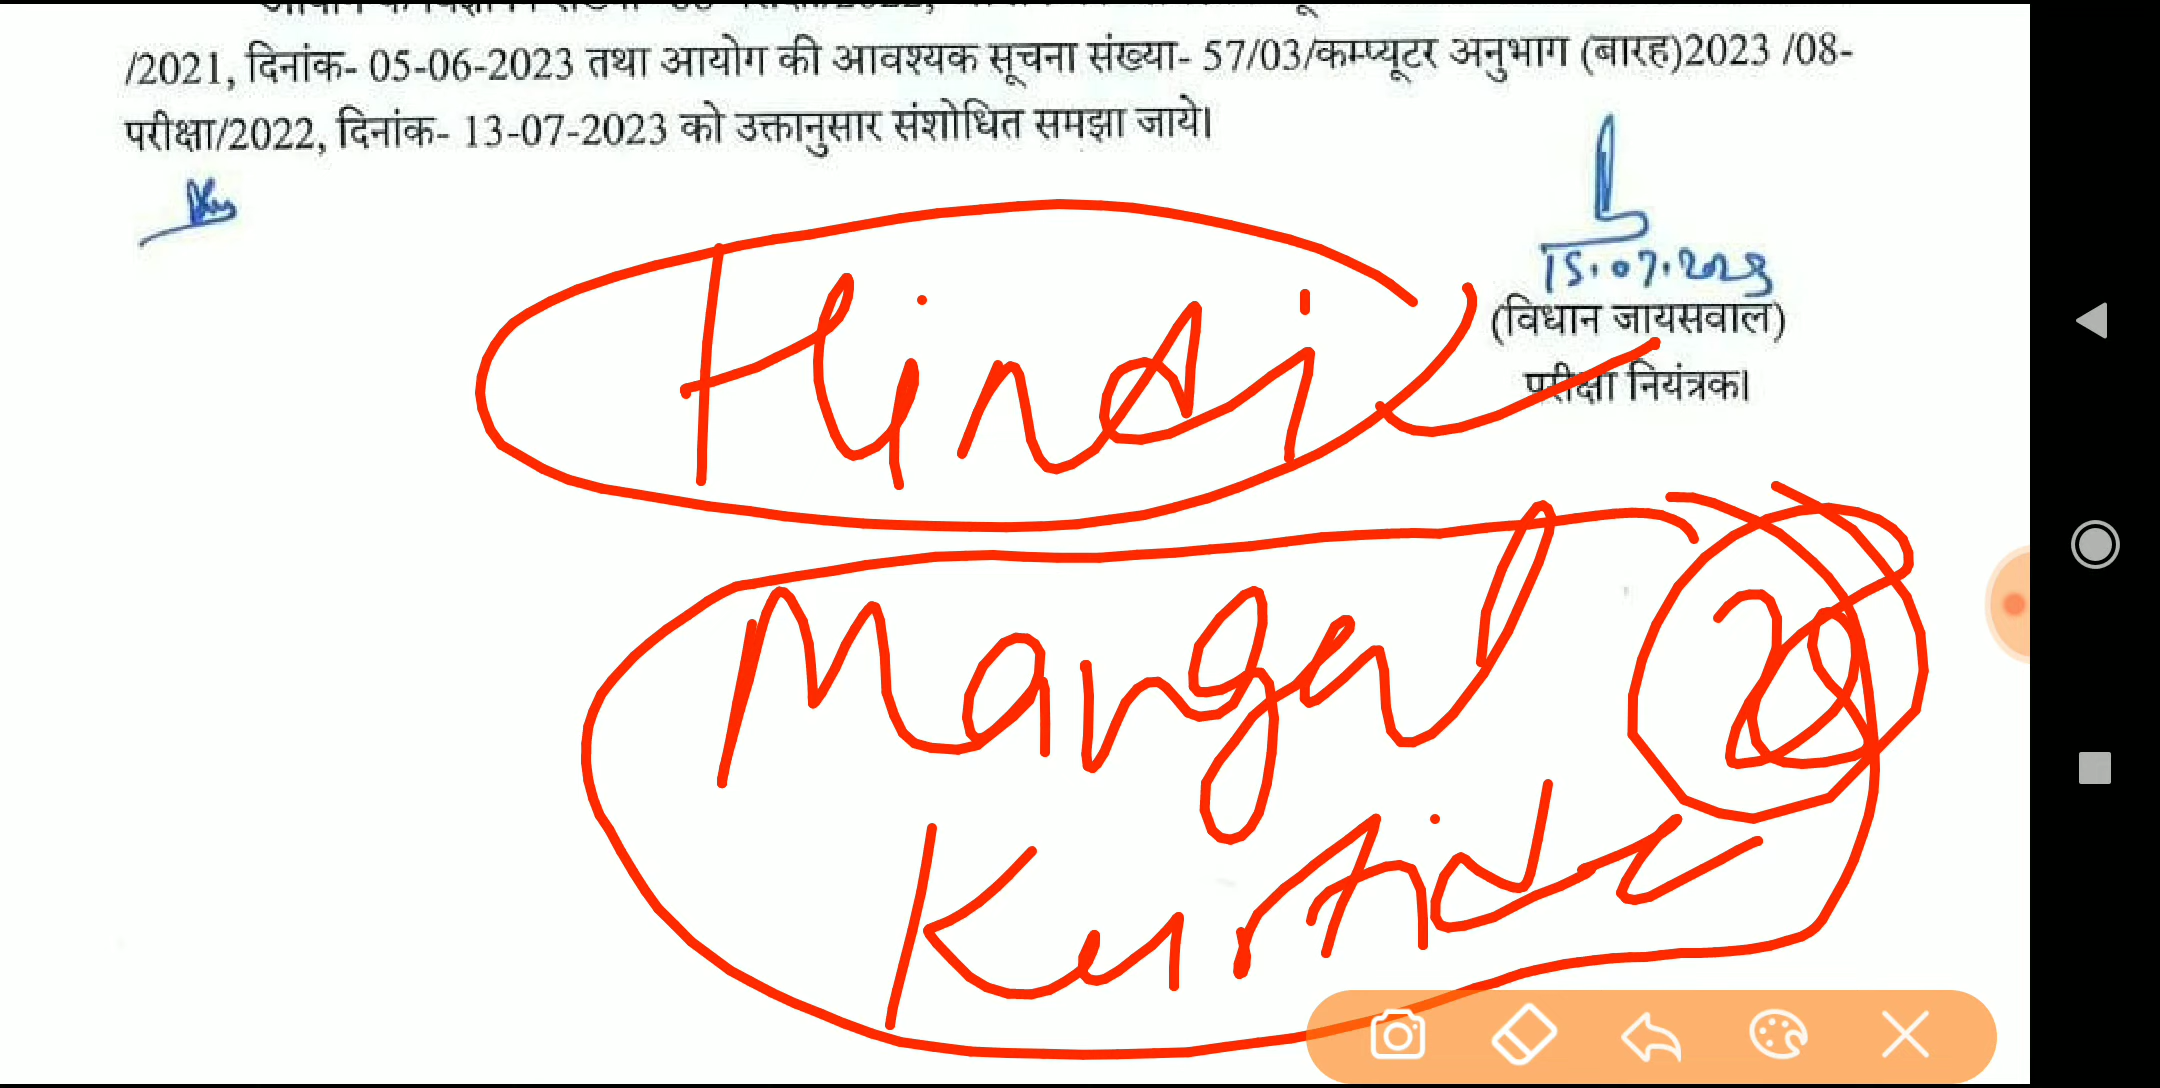 /2021, दिनांक- 05-06-2023 तथा आयोग की आवश्यक सूचना संख्या- 57/03/कम्प्यूटर अनुभाग (बारह)2023 /08-
परीक्षा/2022, दिनांक- 13-07-2023 को उक्तानुसार संशोधित समझा जाये।
15.07.2023
(विधान जायसवाल)
परीक्षा नियंत्रक।
Hindi
Mangal 20